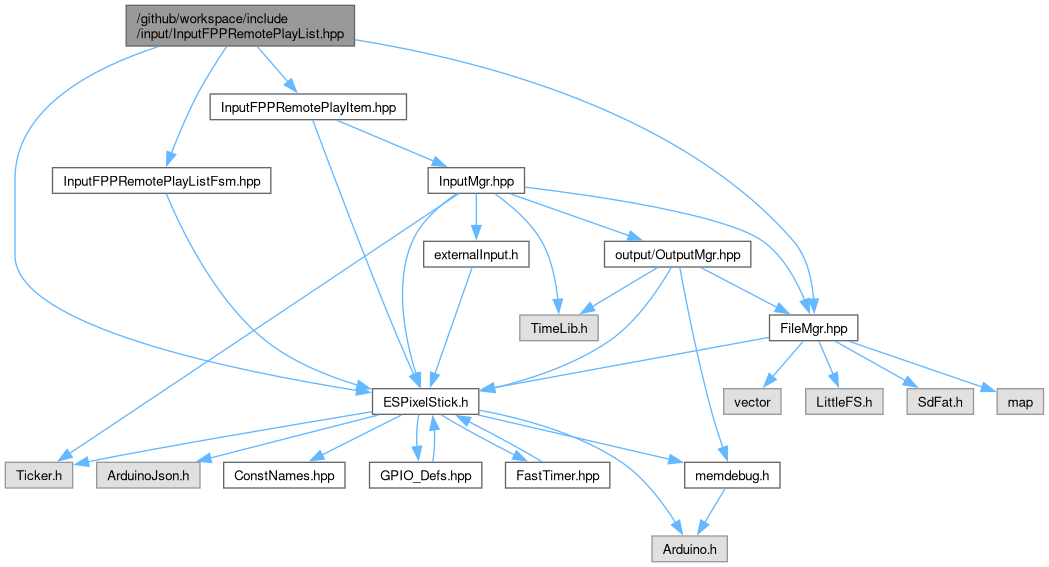 /github/workspace/include
/input/InputFPPRemotePlayList.hpp
InputFPPRemotePlayItem.hpp
InputFPPRemotePlayListFsm.hpp
InputMgr.hpp
externalInput.h
output/OutputMgr.hpp
TimeLib.h
FileMgr.hpp
ESPixelStick.h
vector
LittleFS.h
SdFat.h
map
Ticker.h
ArduinoJson.h
ConstNames.hpp
GPIO_Defs.hpp
FastTimer.hpp
memdebug.h
Arduino.h